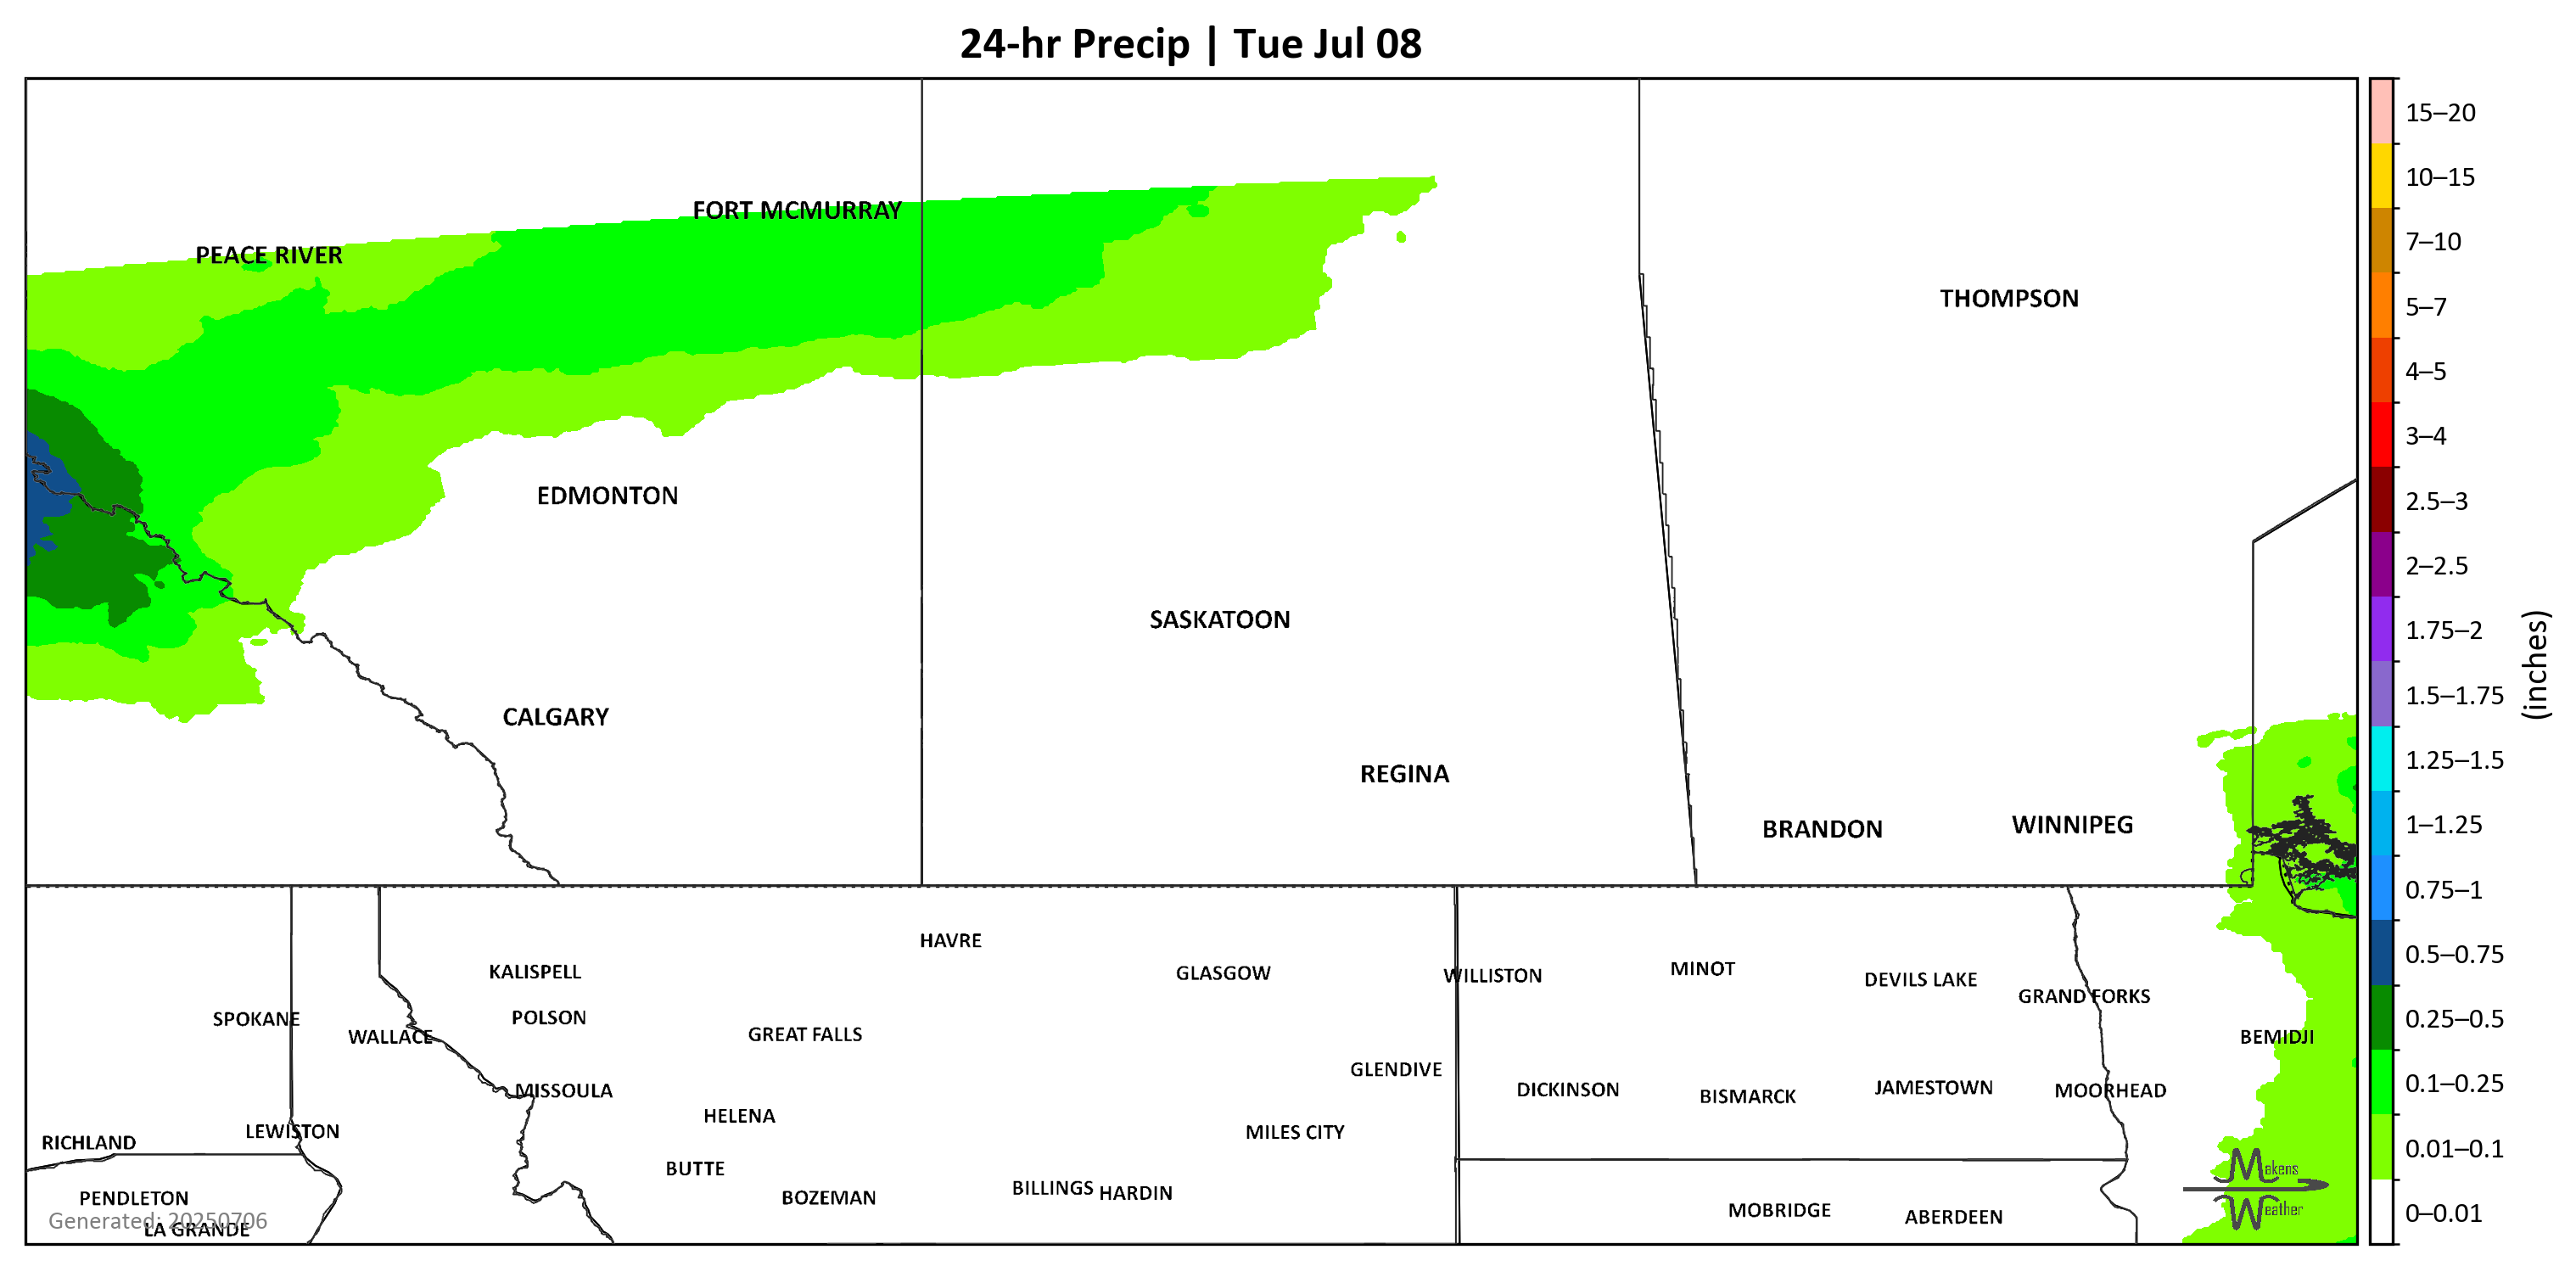 24-hr Precip | Tue Jul 08
FORT MCMURRAY
PEACE RIVER
THOMPSON
EDMONTON
SASKATOON
CALGARY
REGINA
BRANDON
WINNIPEG
HAVRE
KALISPELL
GLASGOW
WILLISTON
MINOT
DEVILS LAKE
GRAND FORKS
SPOKANE
POLSON
WALLACE
GREAT FALLS
BEMIDJI
GLENDIVE
MISSOULA
DICKINSON
BISMARCK
JAMESTOWN
MOORHEAD
HELENA
LEWISTON
MILES CITY
RICHLAND
BUTTE
BILLINGS
HARDIN
PENDLETON
BOZEMAN
MOBRIDGE
ABERDEEN
Generated: 20250706
LA GRANDE
Makens
Weather
15–20
10–15
7–10
5–7
4–5
3–4
2.5–3
2–2.5
1.75–2
1.5–1.75
1.25–1.5
1–1.25
0.75–1
0.5–0.75
0.25–0.5
0.1–0.25
0.01–0.1
0–0.01
(inches)